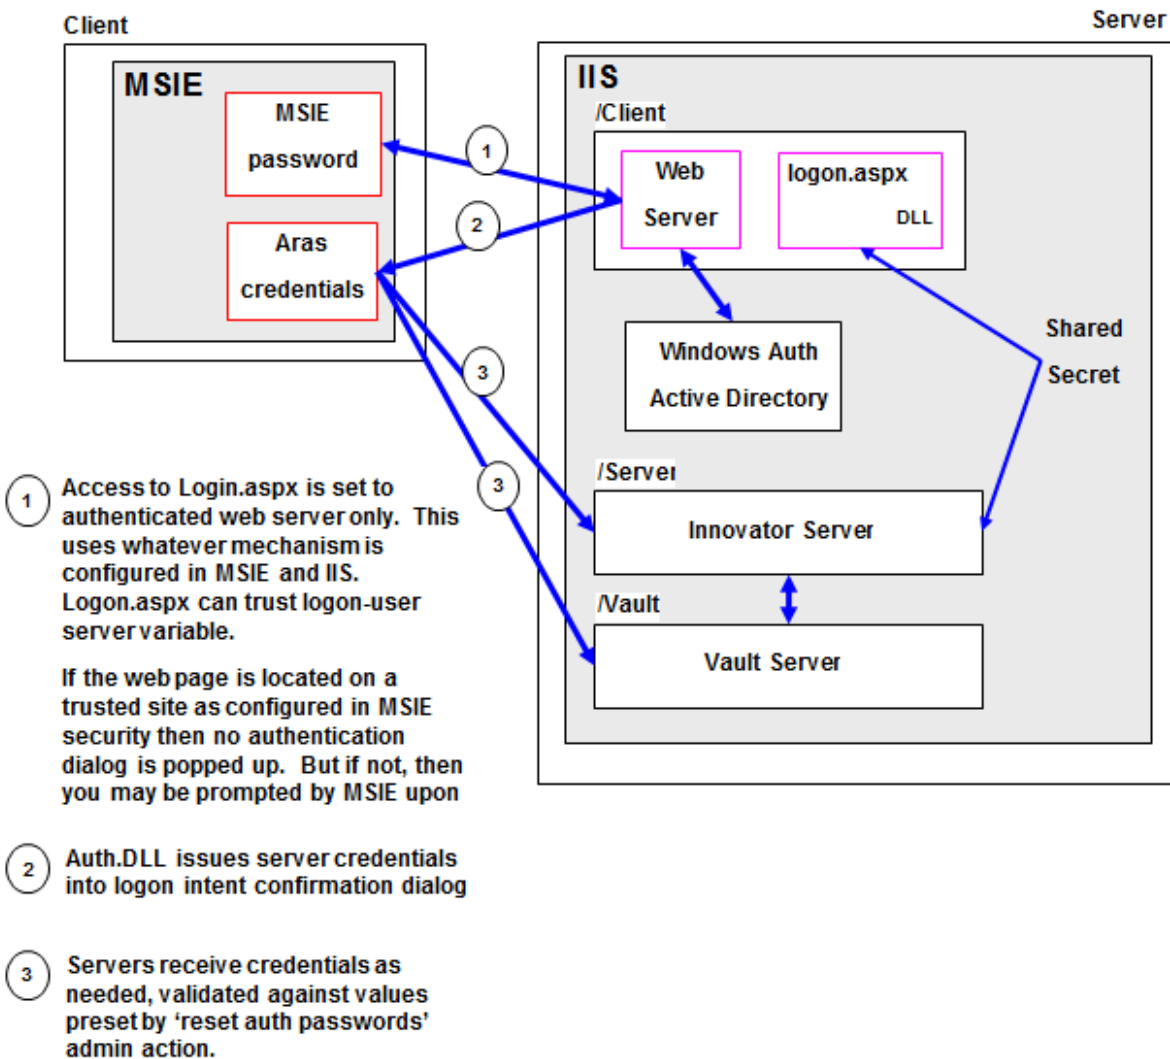 Client
Server
MSIE
MSIE
password
Aras
credentials
1
2
3
3
IIS
/Client
Web
Server
logon.aspx
DLL
Windows Auth
Active Directory
Shared
Secret
/Server
Innovator Server
/Vault
Vault Server
1
Access to Login.aspx is set to
authenticated web server only. This
uses whatever mechanism is
configured in MSIE and IIS.
Logon.aspx can trust logon-user
server variable.
If the web page is located on a
trusted site as configured in MSIE
security then no authentication
dialog is popped up. But if not, then
you may be prompted by MSIE upon
2
Auth.DLL issues server credentials
into logon intent confirmation dialog
3
Servers receive credentials as
needed, validated against values
preset by ‘reset auth passwords’
admin action.